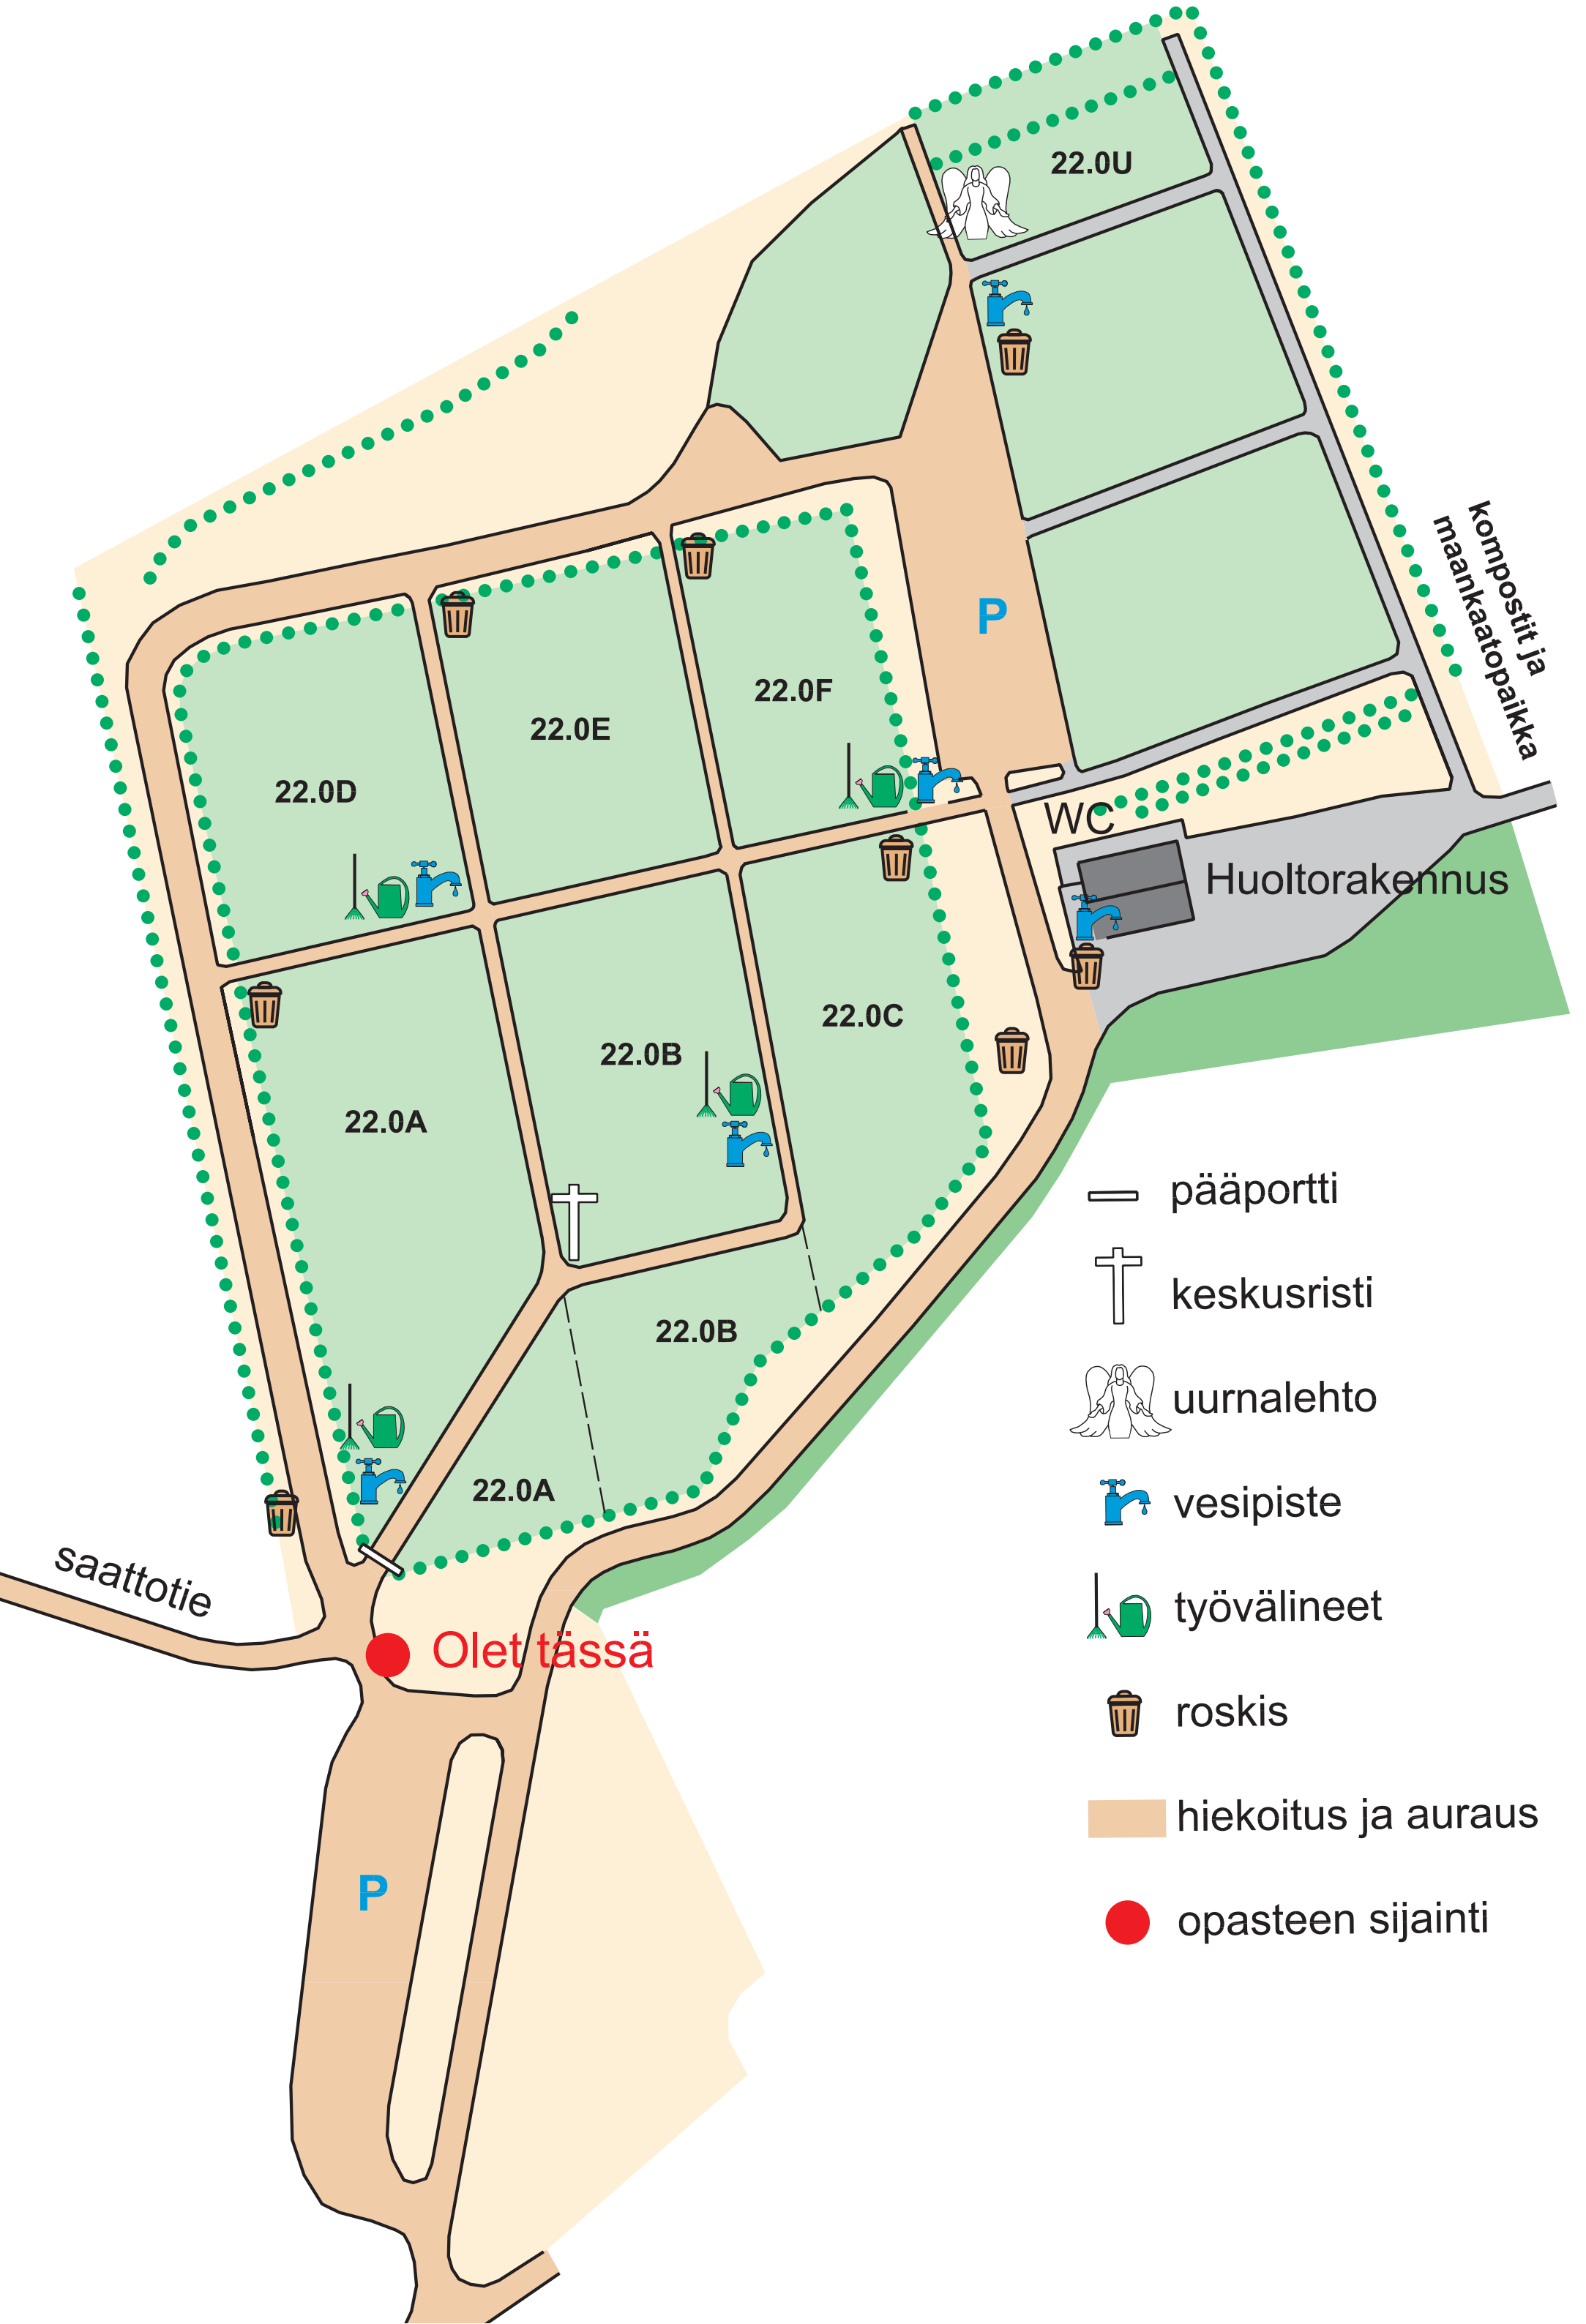 22.0U
kompostit ja
maankaatopaikka
P
22.0F
22.0E
22.0D
WC
Huoltorakennus
22.0C
22.0B
22.0A
22.0B
22.0A
saattotie
Olet tässä
P
pääportti
keskusristi
uurnalehto
vesipiste
työvälineet
roskis
hiekoitus ja auraus
opasteen sijainti